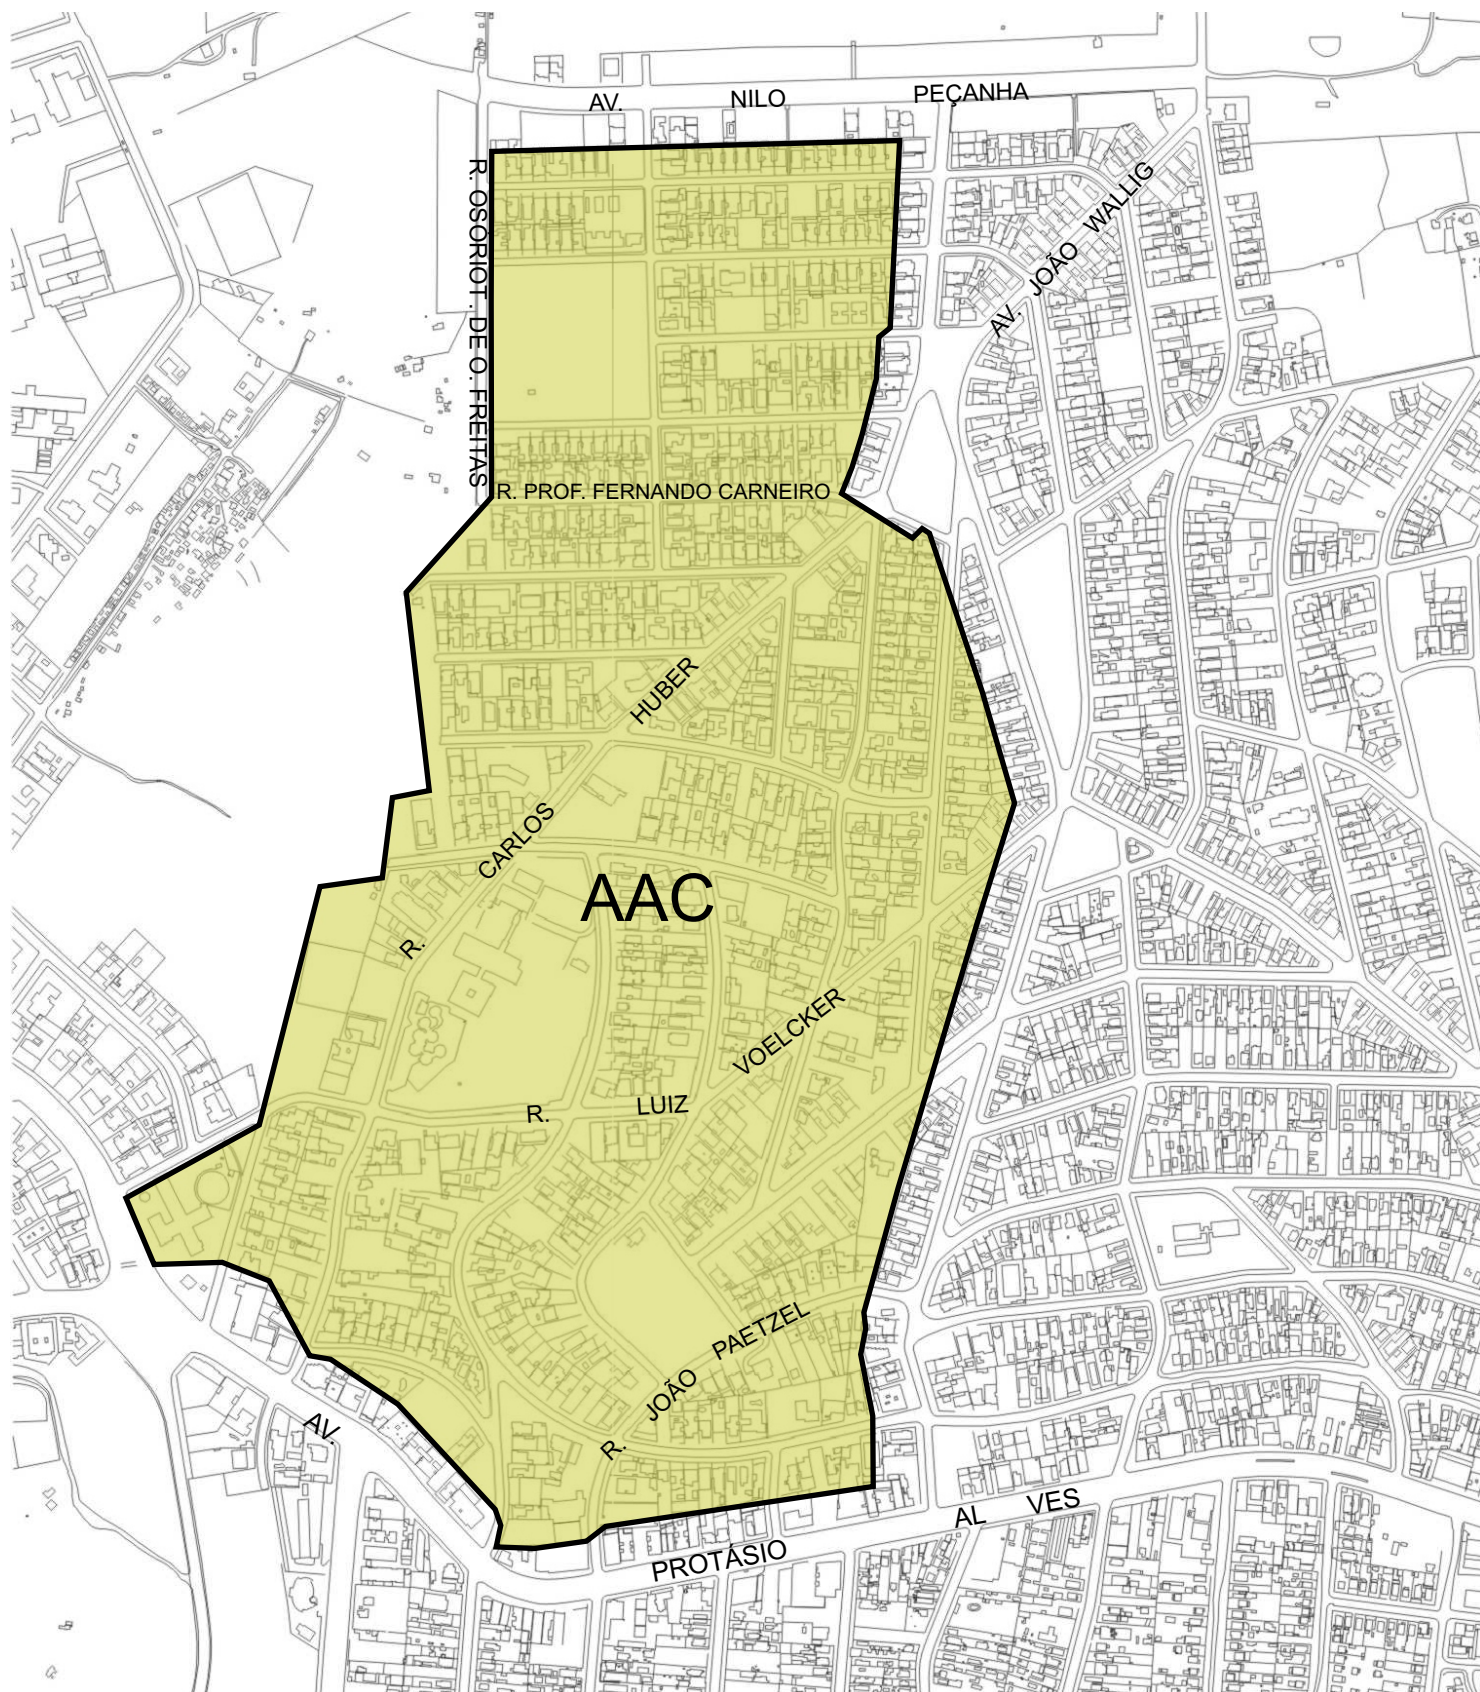 AV. NILO PEÇANHA
R. OSORIO T. DE O. FREITAS
AV. JOÃO WALLIG
R. PROF. FERNANDO CARNEIRO
R. CARLOS HUBER
AAC
R. LUIZ VOELCKER
R. JOÃO PAETZEL
AV. PROTÁSIO AL VES